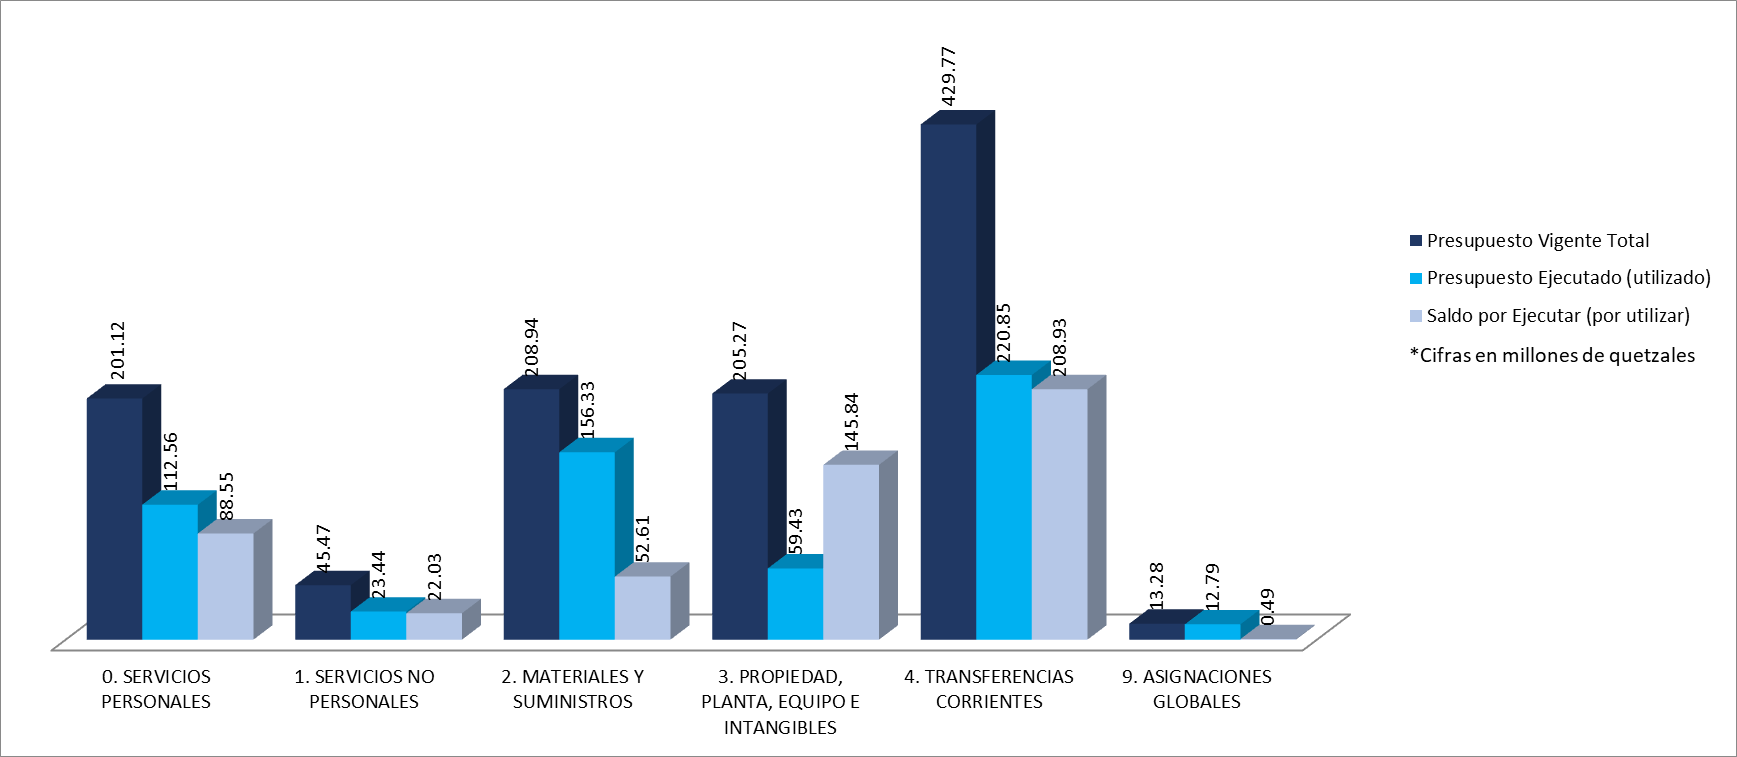 201.12
112.56
88.55
45.47
23.44
22.03
208.94
156.33
52.61
205.27
59.43
145.84
429.77
220.85
208.93
13.28
12.79
0.49
0. SERVICIOS
PERSONALES
1. SERVICIOS NO
PERSONALES
2. MATERIALES Y
SUMINISTROS
3. PROPIEDAD,
PLANTA, EQUIPO E
INTANGIBLES
4. TRANSFERENCIAS
CORRIENTES
9. ASIGNACIONES
GLOBALES
Presupuesto Vigente Total
Presupuesto Ejecutado (utilizado)
Saldo por Ejecutar (por utilizar)
*Cifras en millones de quetzales